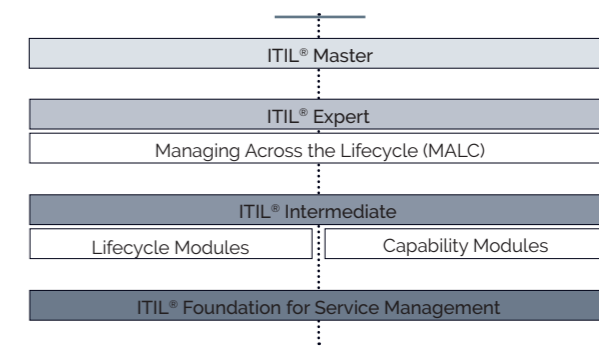 ITIL® Master
ITIL® Expert
Managing Across the Lifecycle (MALC)
ITIL® Intermediate
Lifecycle Modules
Capability Modules
ITIL® Foundation for Service Management